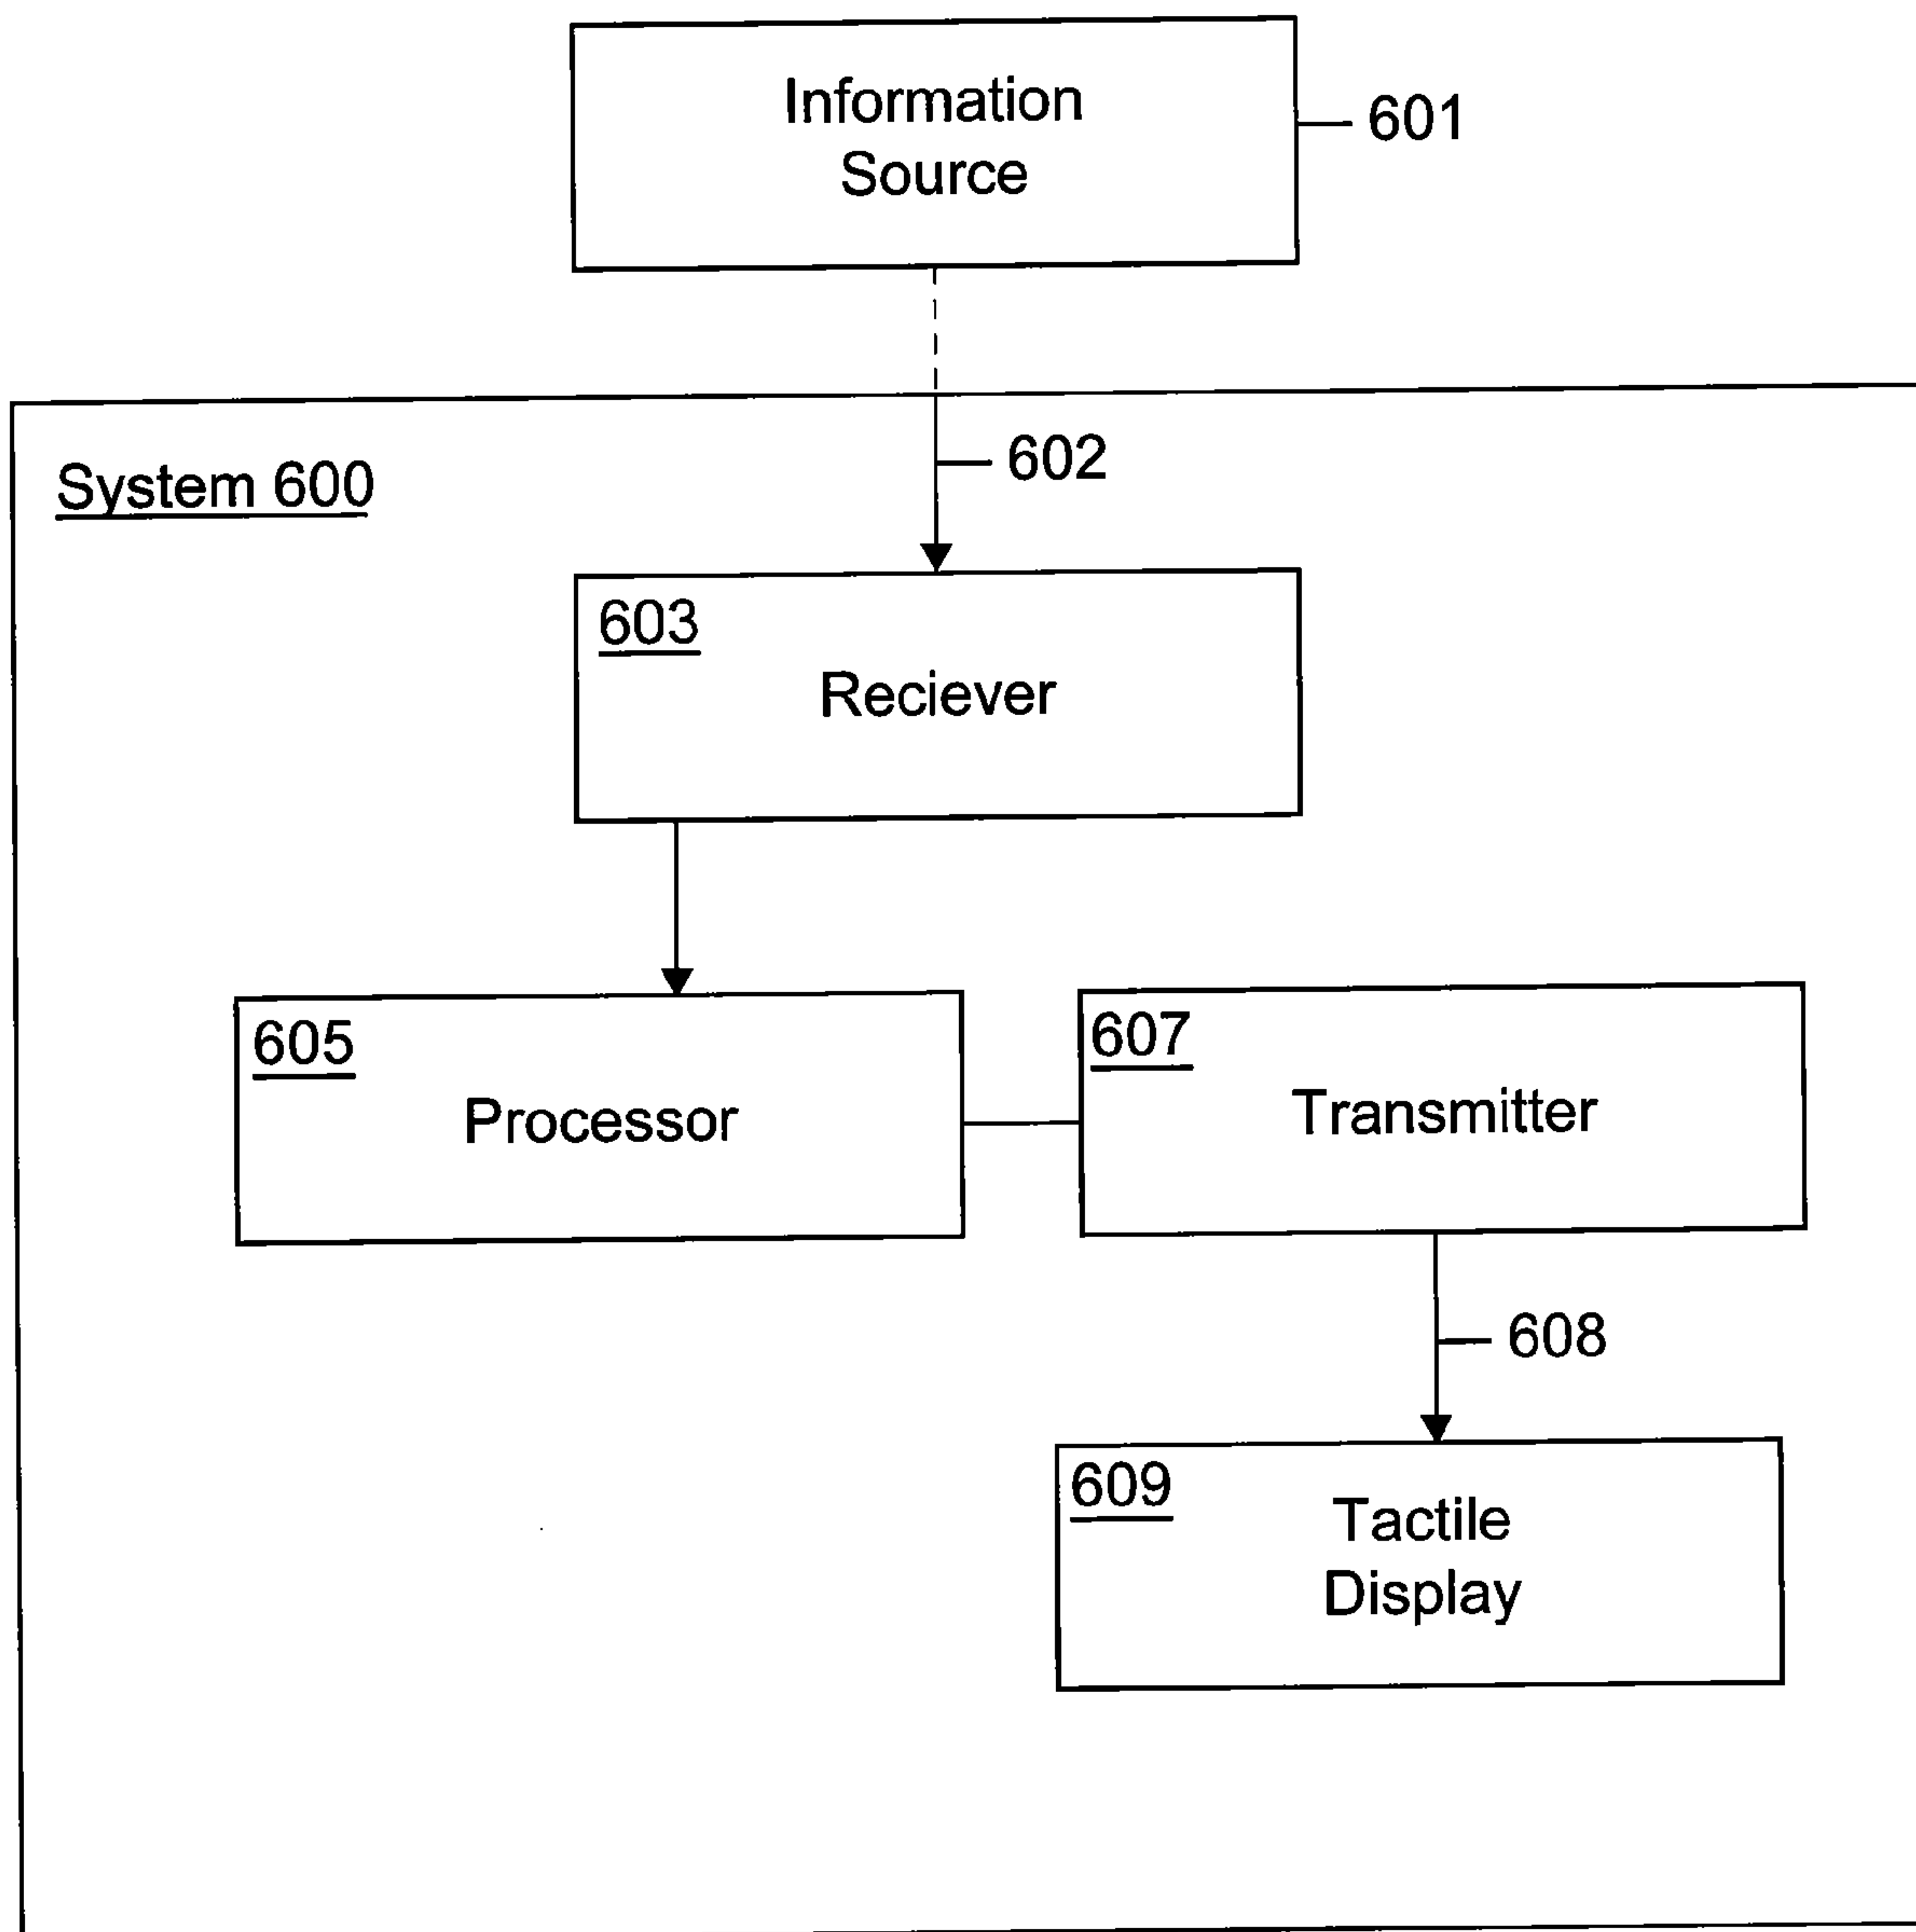 Information
Source
601
602
System 600
603
Reciever
605
Processor
607
Transmitter
608
609
Tactile
Display